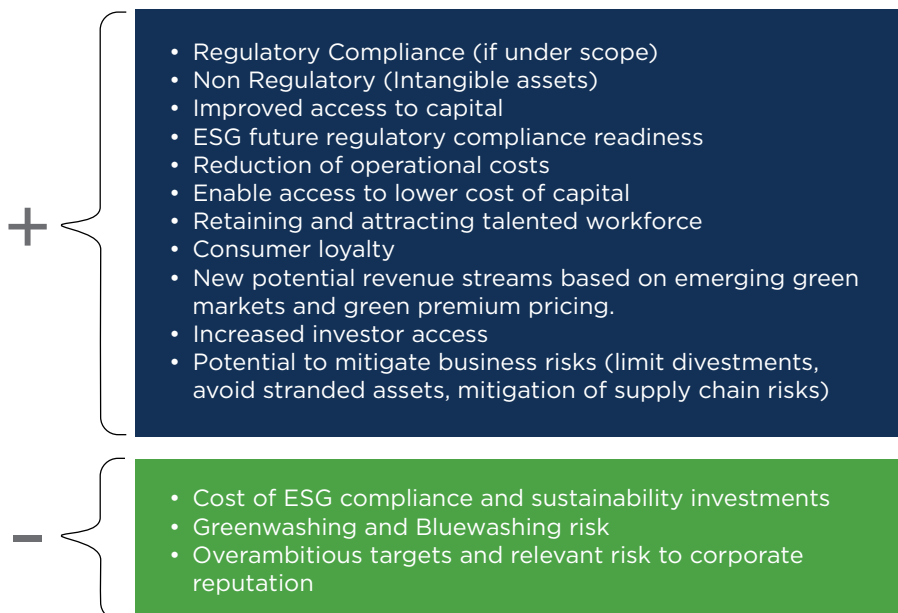 +
• Regulatory Compliance (if under scope)
• Non Regulatory (Intangible assets)
• Improved access to capital
• ESG future regulatory compliance readiness
• Reduction of operational costs
• Enable access to lower cost of capital
• Retaining and attracting talented workforce
• Consumer loyalty
• New potential revenue streams based on emerging green
markets and green premium pricing.
• Increased investor access
• Potential to mitigate business risks (limit divestments,
avoid stranded assets, mitigation of supply chain risks)
-
• Cost of ESG compliance and sustainability investments
• Greenwashing and Bluewashing risk
• Overambitious targets and relevant risk to corporate
reputation